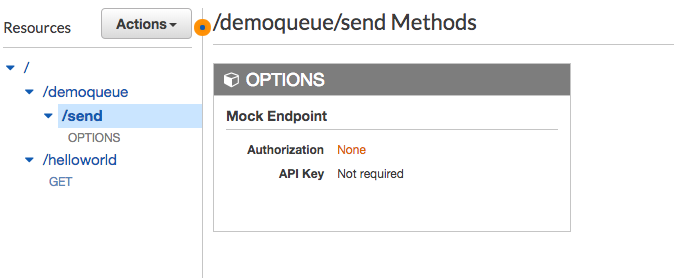 Resources
Actions
/demoqueue/send Methods
/
/demoqueue
/send
OPTIONS
/helloworld
GET
OPTIONS
Mock Endpoint
Authorization None
API Key Not required